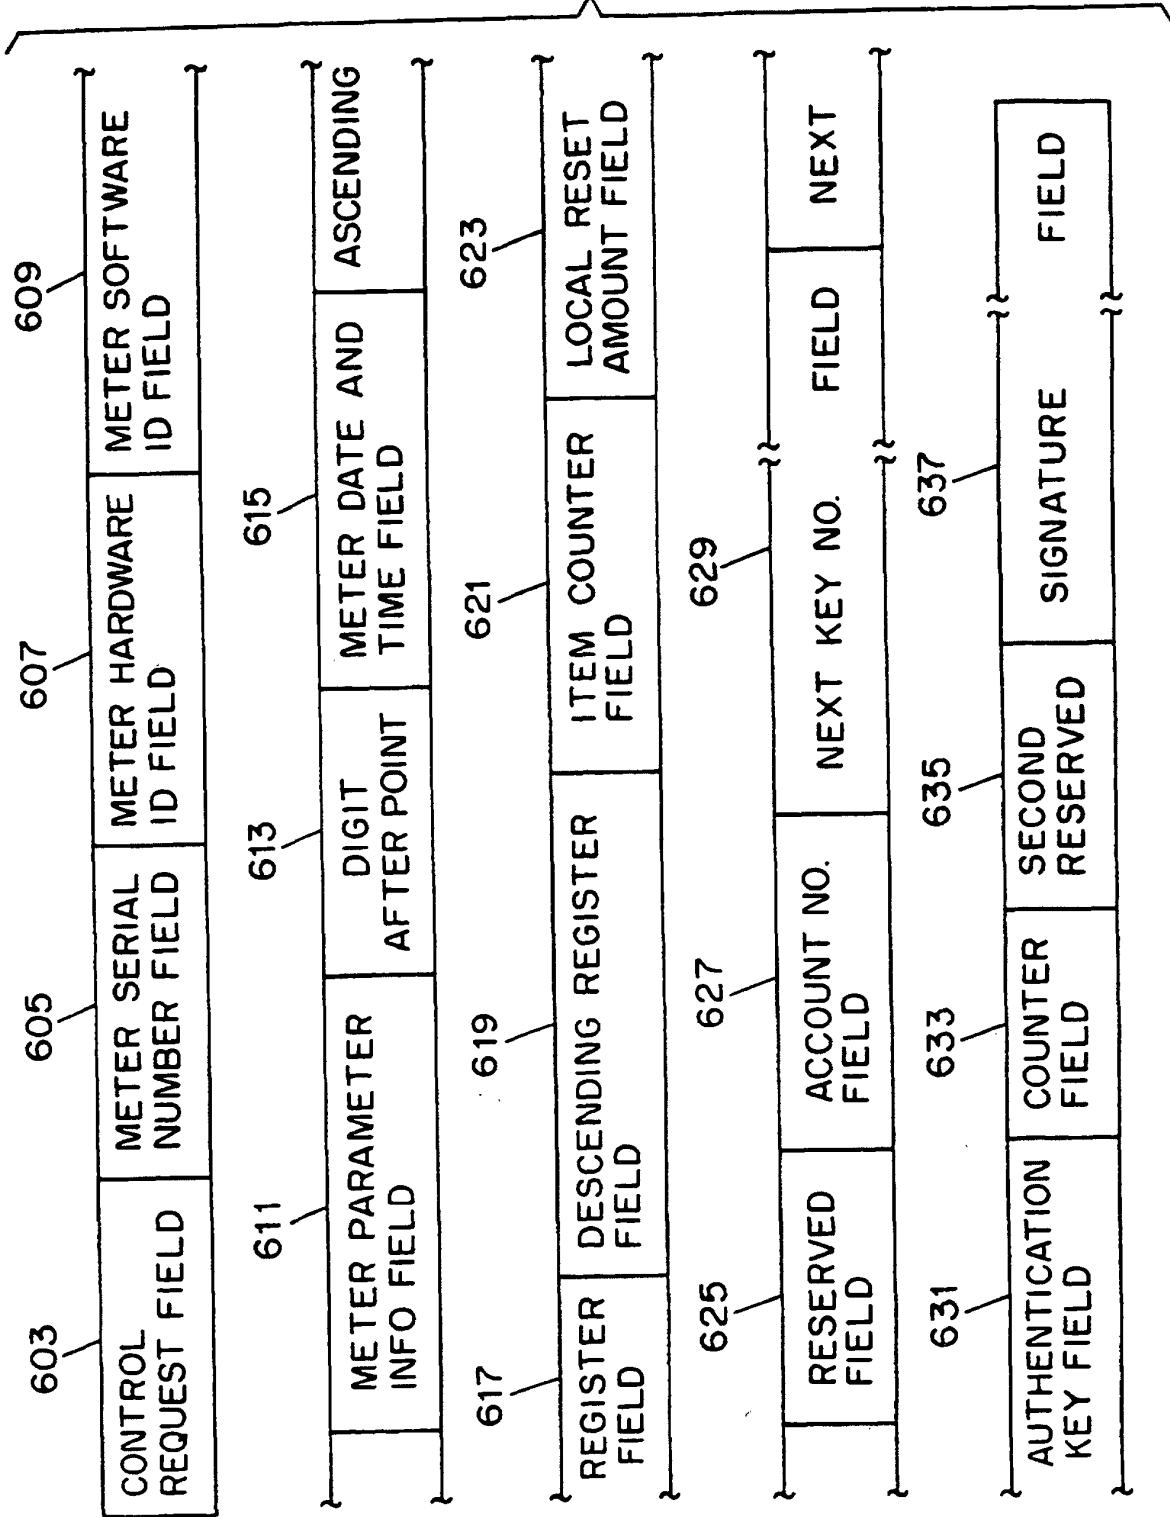 603
605
607
609
CONTROL
REQUEST FIELD
METER SERIAL
NUMBER FIELD
METER HARDWARE
ID FIELD
METER SOFTWARE
ID FIELD
611
613
615
METER PARAMETER
INFO FIELD
DIGIT
AFTER POINT
METER DATE AND
TIME FIELD
ASCENDING
617
619
621
623
REGISTER
FIELD
DESCENDING REGISTER
FIELD
ITEM COUNTER
FIELD
LOCAL RESET
AMOUNT FIELD
625
627
629
RESERVED
FIELD
ACCOUNT NO.
FIELD
NEXT KEY NO.
FIELD
NEXT
631
633
635
637
AUTHENTICATION
KEY FIELD
COUNTER
FIELD
SECOND
RESERVED
SIGNATURE
FIELD